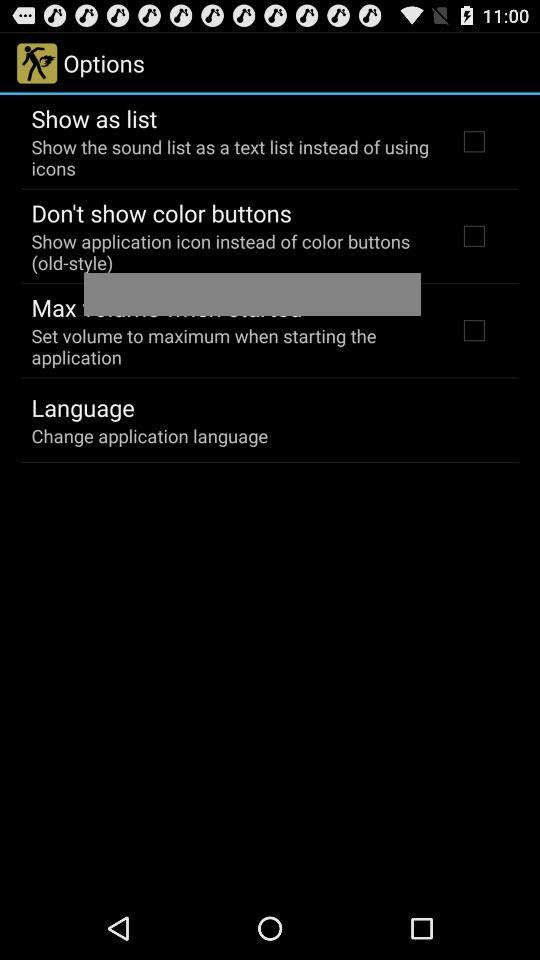 11:00
Options
Show as list
Show the sound list as a text list instead of using
icons
Don't show color buttons
Show application icon instead of color buttons
(old-style)
Max
Set volume to maximum when starting the
application
Language
Change application language